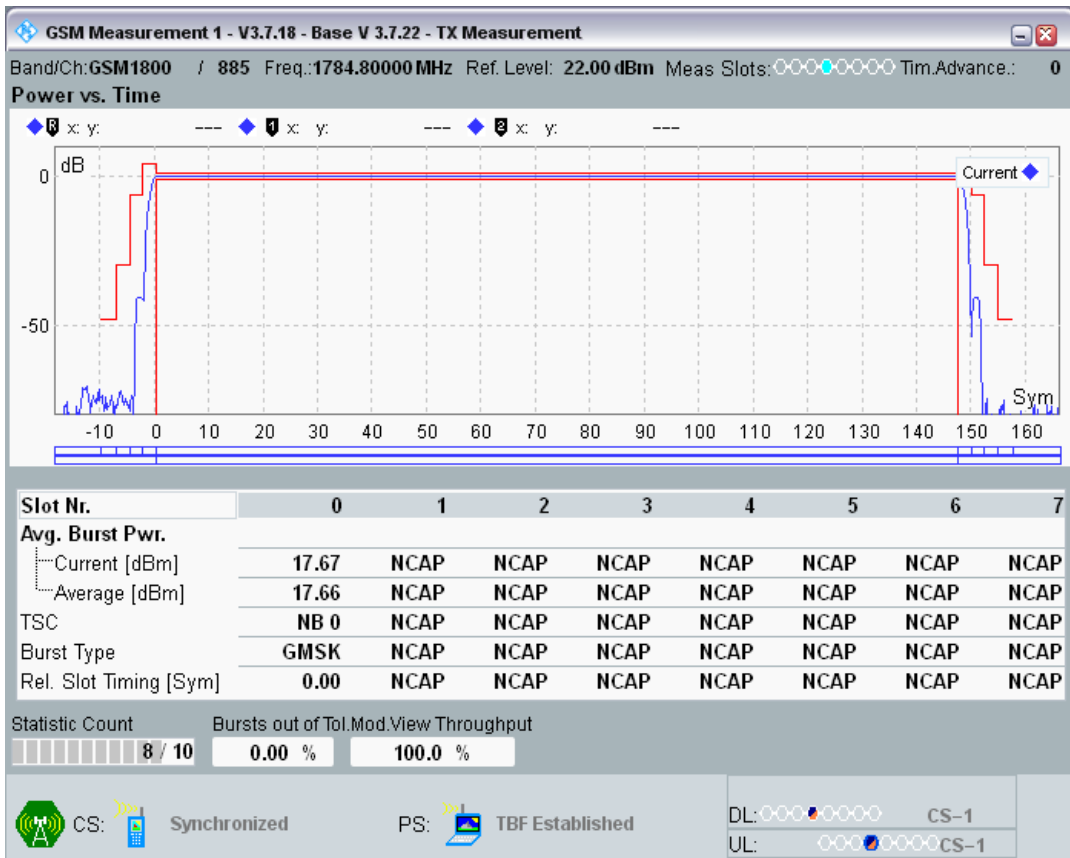 GSM Measurement 1 - V3.7.18 - Base V 3.7.22 - TX Measurement
Band/Ch:GSM1800 / 885 Freq.:1784.80000 MHz Ref. Level: 22.00 dBm Meas Slots: Tim.Advance.: 0
Power vs. Time
R x: y: --- 1 x: y: --- 2 x: y: ---
dB
Current
0
-50
Sym
-10 0 10 20 30 40 50 60 70 80 90 100 110 120 130 140 150 160
Slot Nr. 0 1 2 3 4 5 6 7
Avg. Burst Pwr.
Current [dBm] 17.67 NCAP NCAP NCAP NCAP NCAP NCAP NCAP
Average [dBm] 17.66 NCAP NCAP NCAP NCAP NCAP NCAP NCAP
TSC NB 0 NCAP NCAP NCAP NCAP NCAP NCAP NCAP
Burst Type GMSK NCAP NCAP NCAP NCAP NCAP NCAP NCAP
Rel. Slot Timing [Sym] 0.00 NCAP NCAP NCAP NCAP NCAP NCAP NCAP
Statistic Count Bursts out of Tol. Mod.View Throughput
8 / 10 0.00 % 100.0 %
CS: Synchronized PS: TBF Established
DL: CS-1
UL: CS-1